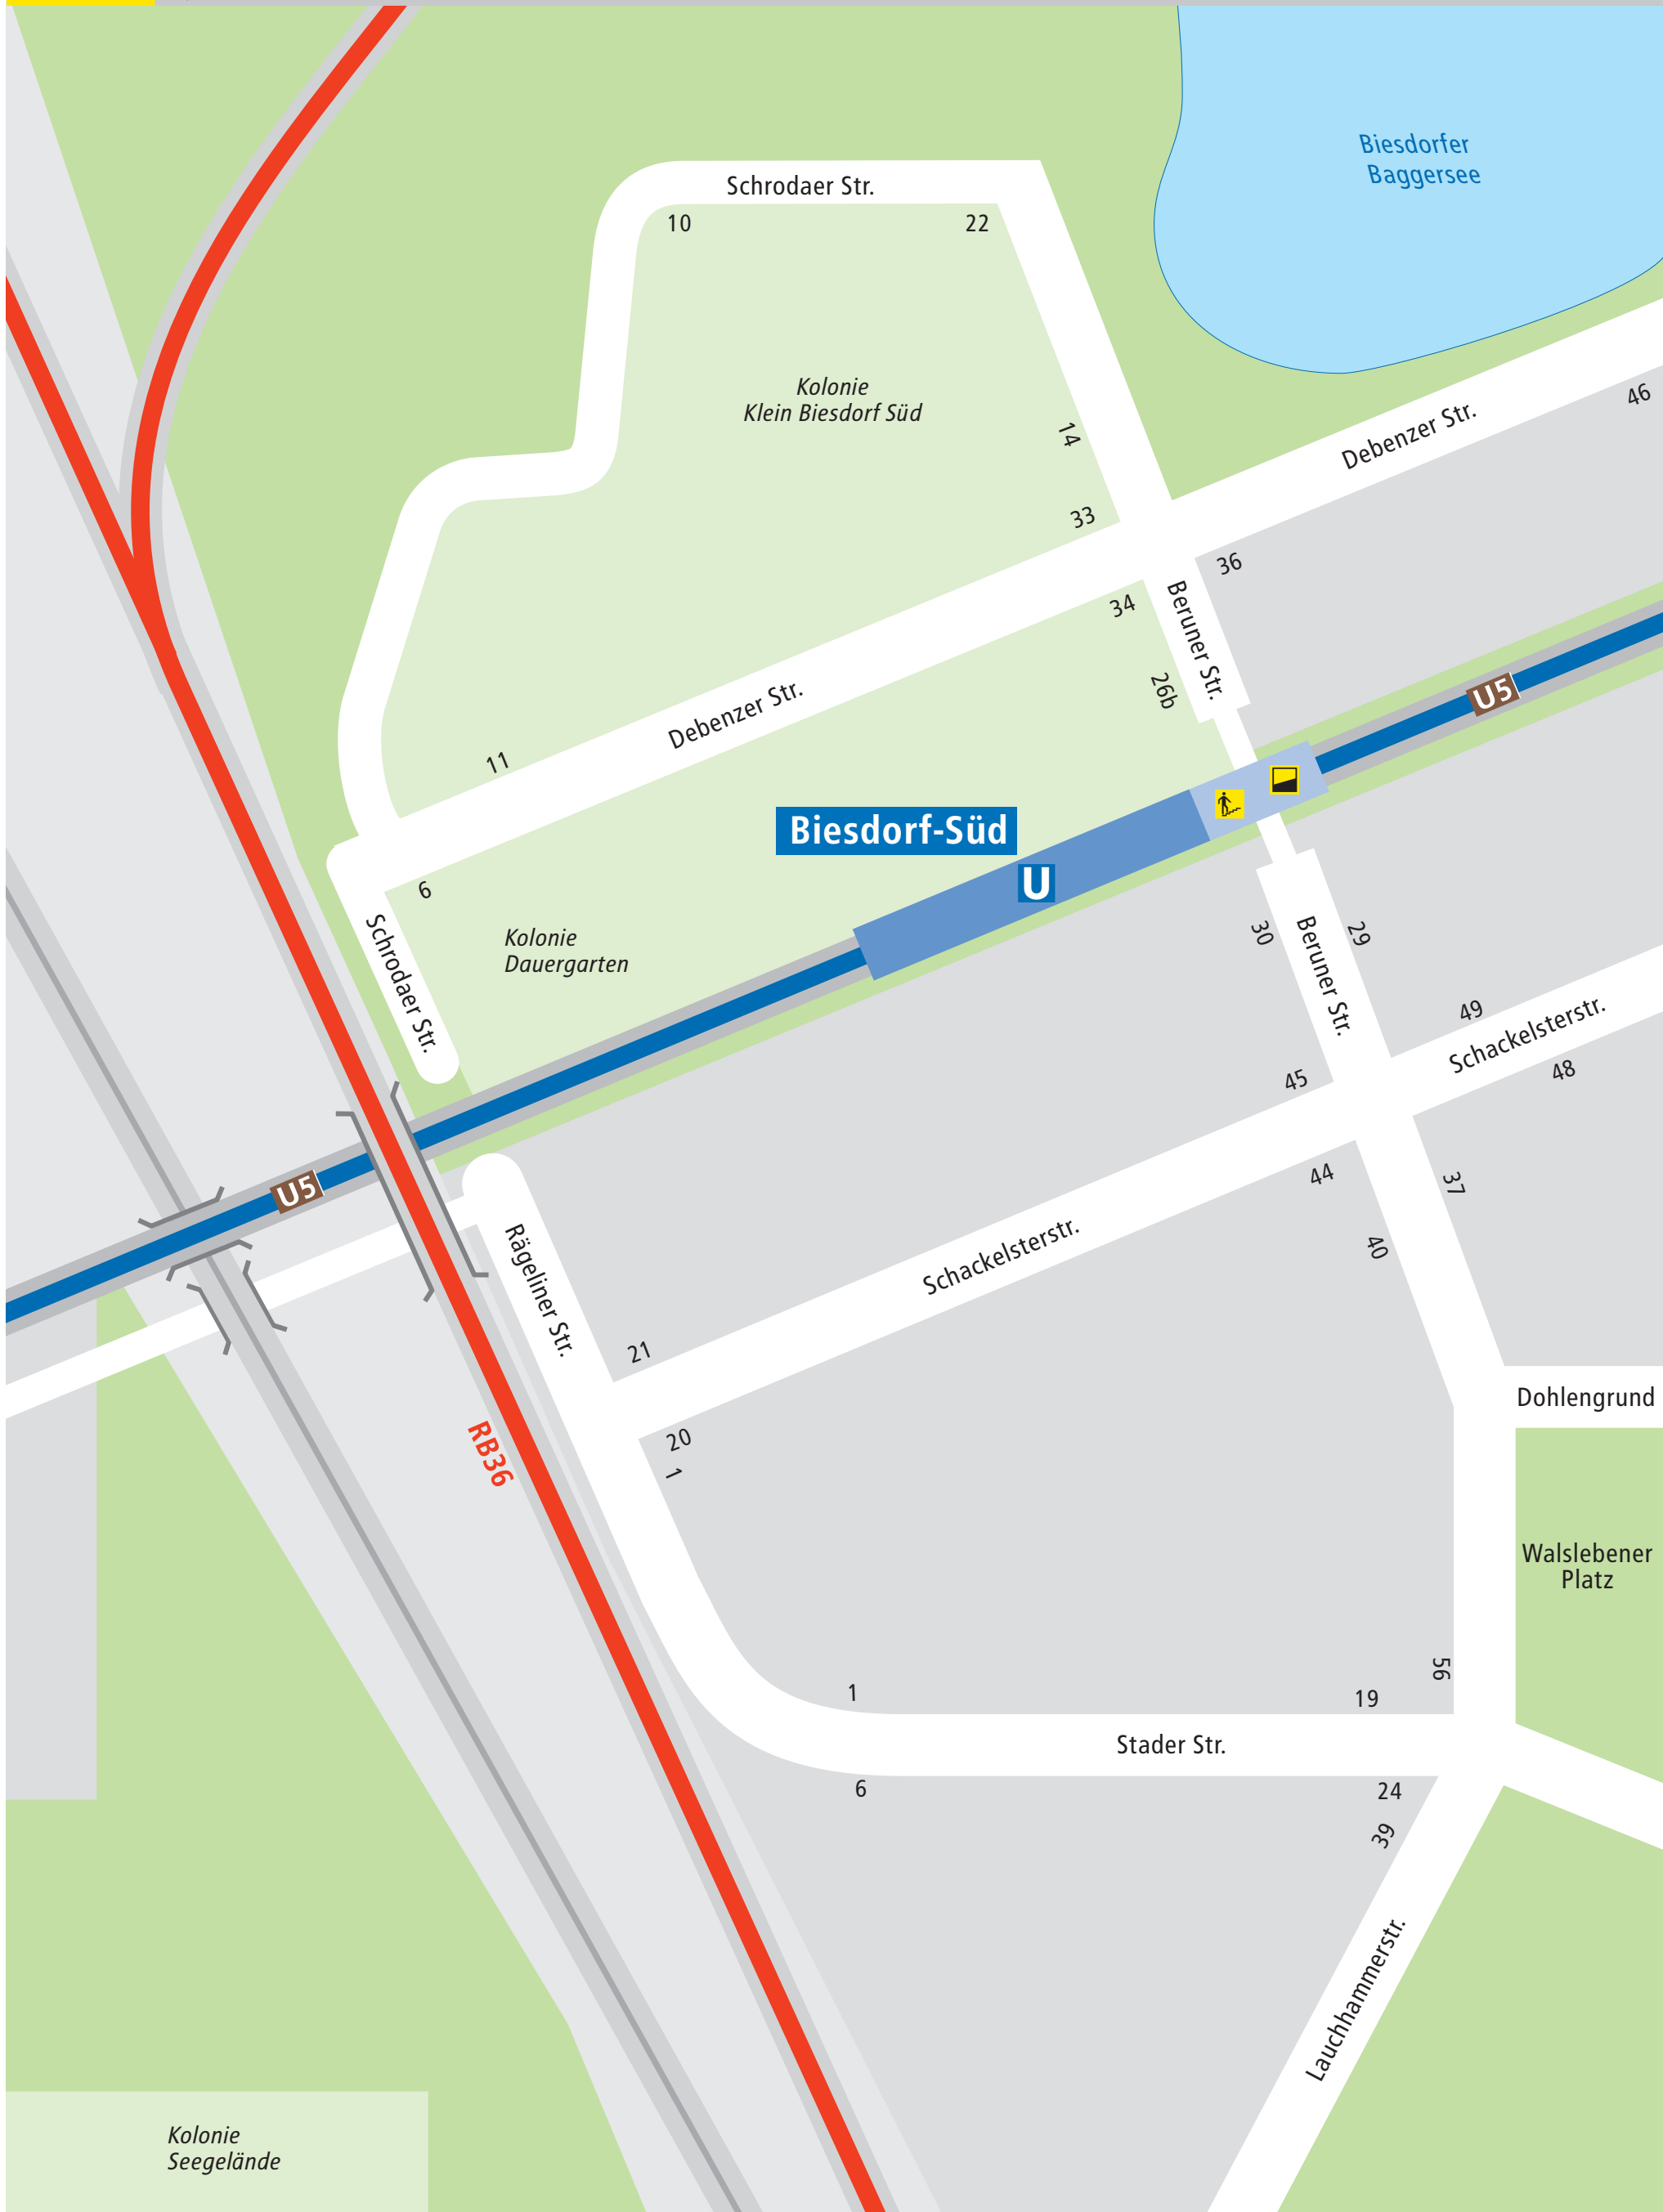 Biesdorfer
Baggersee
Schrodaer Str.
10
22
Kolonie
Klein Biesdorf Süd
14
Debenzer Str.
46
33
36
34
Beruner Str.
26b
U5
Debenzer Str.
11
Biesdorf-Süd
U
6
Schrodaer Str.
Kolonie
Dauergarten
30
Beruner Str.
29
49
Schackelsterstr.
48
45
44
37
40
U5
Rägeliner Str.
Schackelsterstr.
21
20
1
RB36
Dohlengrund
Walslebener
Platz
56
1
19
Stader Str.
6
24
39
Lauchhammerstr.
Kolonie
Seegelände